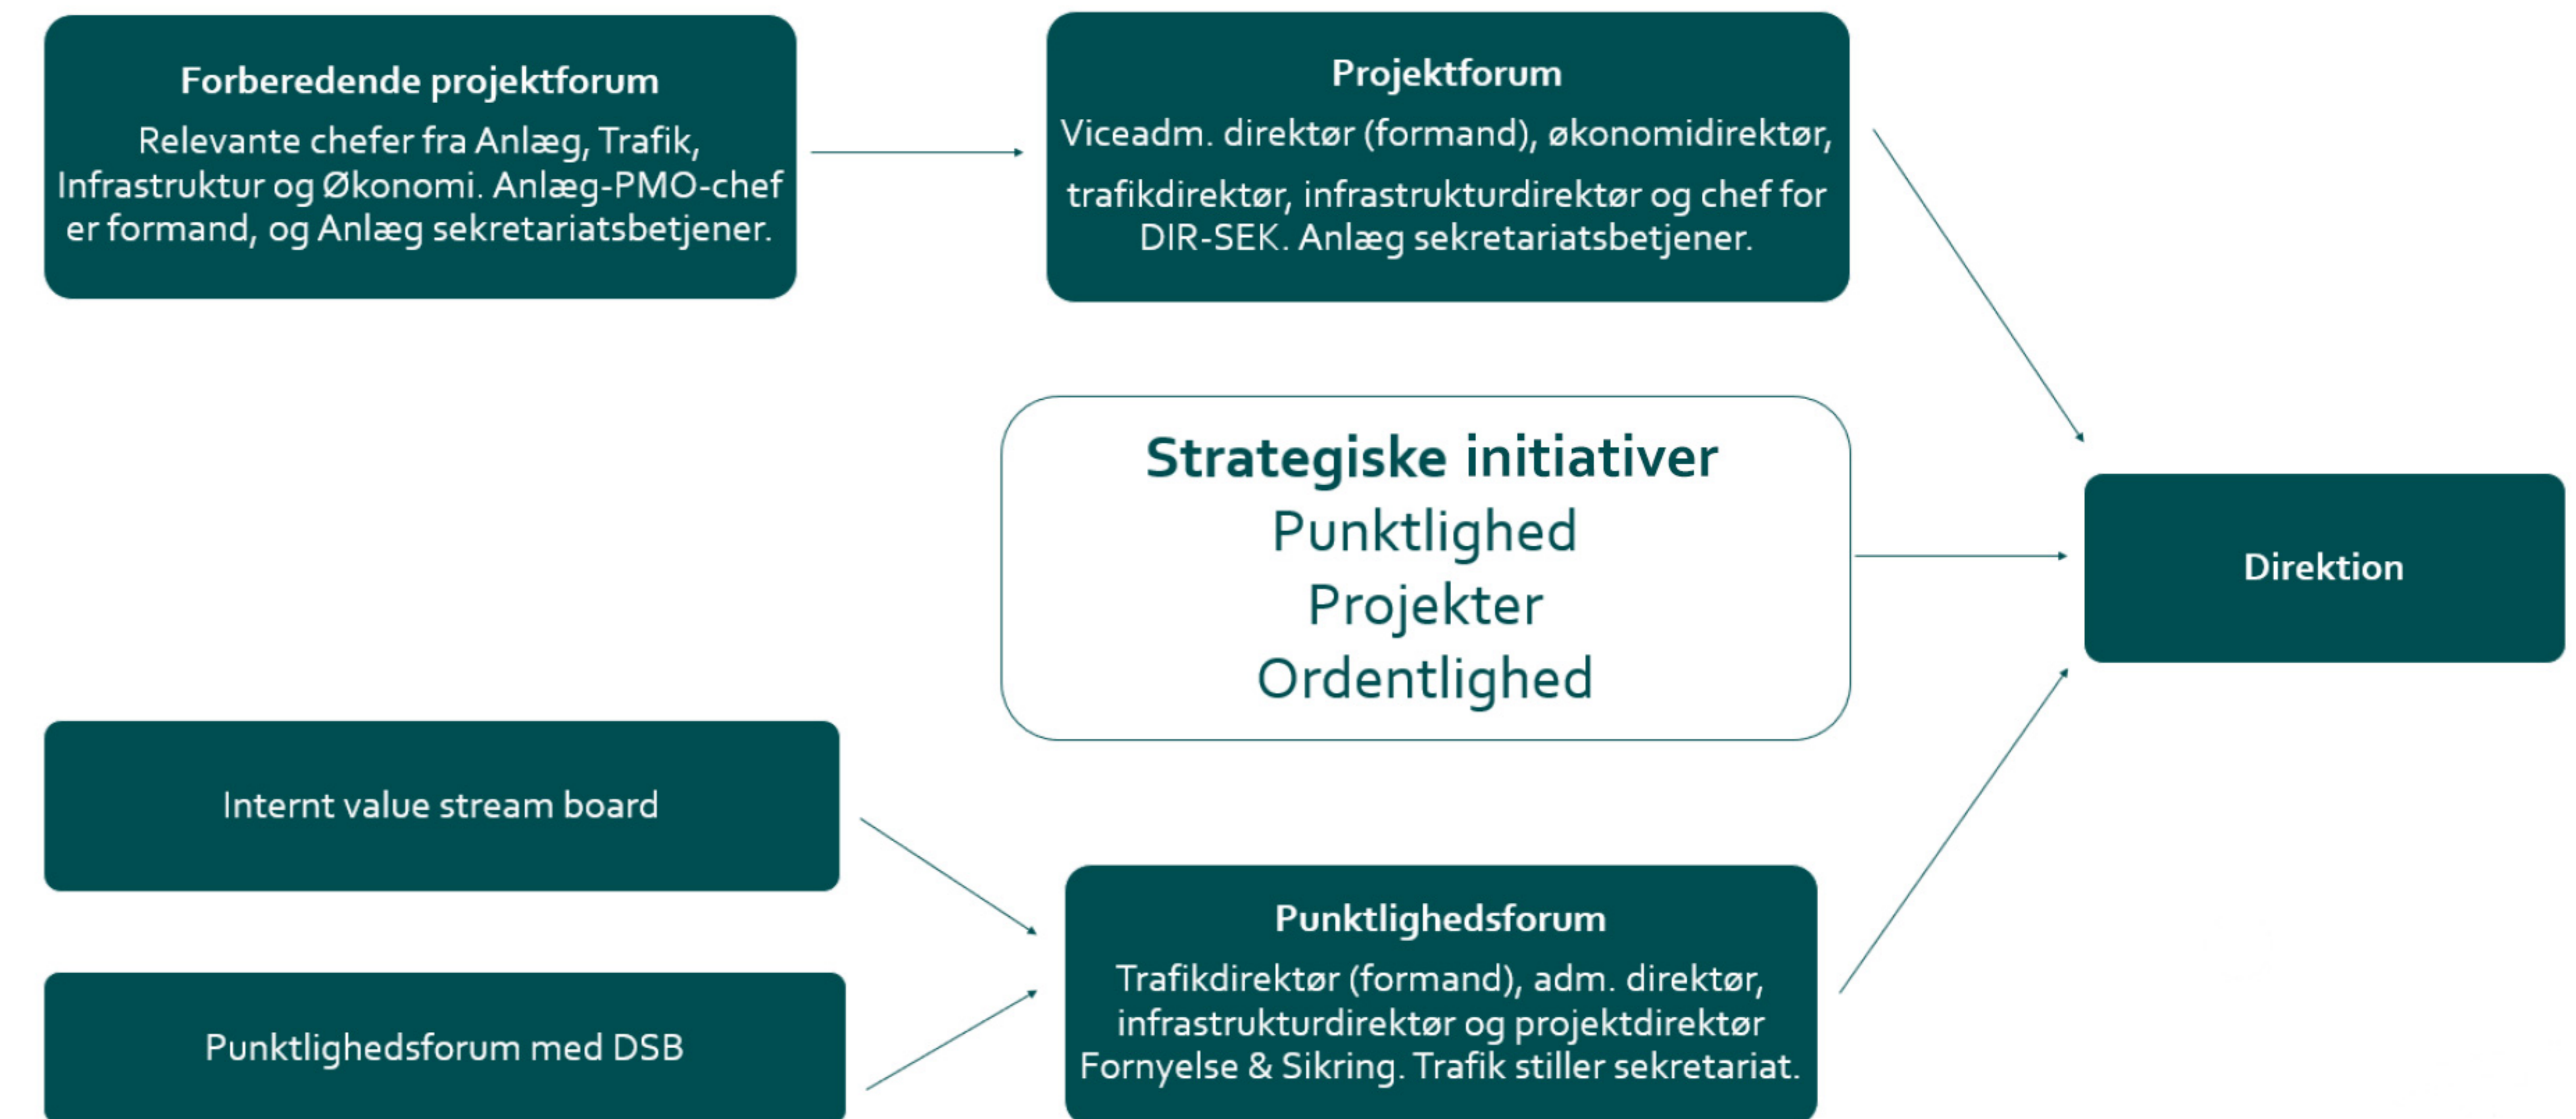 Forberedende projektforum
Relevante chefer fra Anlæg, Trafik,
Infrastruktur og Økonomi. Anlæg-PMO-chef
er formand, og Anlæg sekretariatsbetjener.
Projektforum
Viceadm. direktør (formand), økonomidirektør,
trafikdirektør, infrastrukturdirektør og chef for
DIR-SEK. Anlæg sekretariatsbetjener.
Strategiske initiativer
Punktlighed
Projekter
Ordentlighed
Direktion
Internt value stream board
Punktlighedsforum med DSB
Punktlighedsforum
Trafikdirektør (formand), adm. direktør,
infrastrukturdirektør og projektdirektør
Fornyelse & Sikring. Trafik stiller sekretariat.